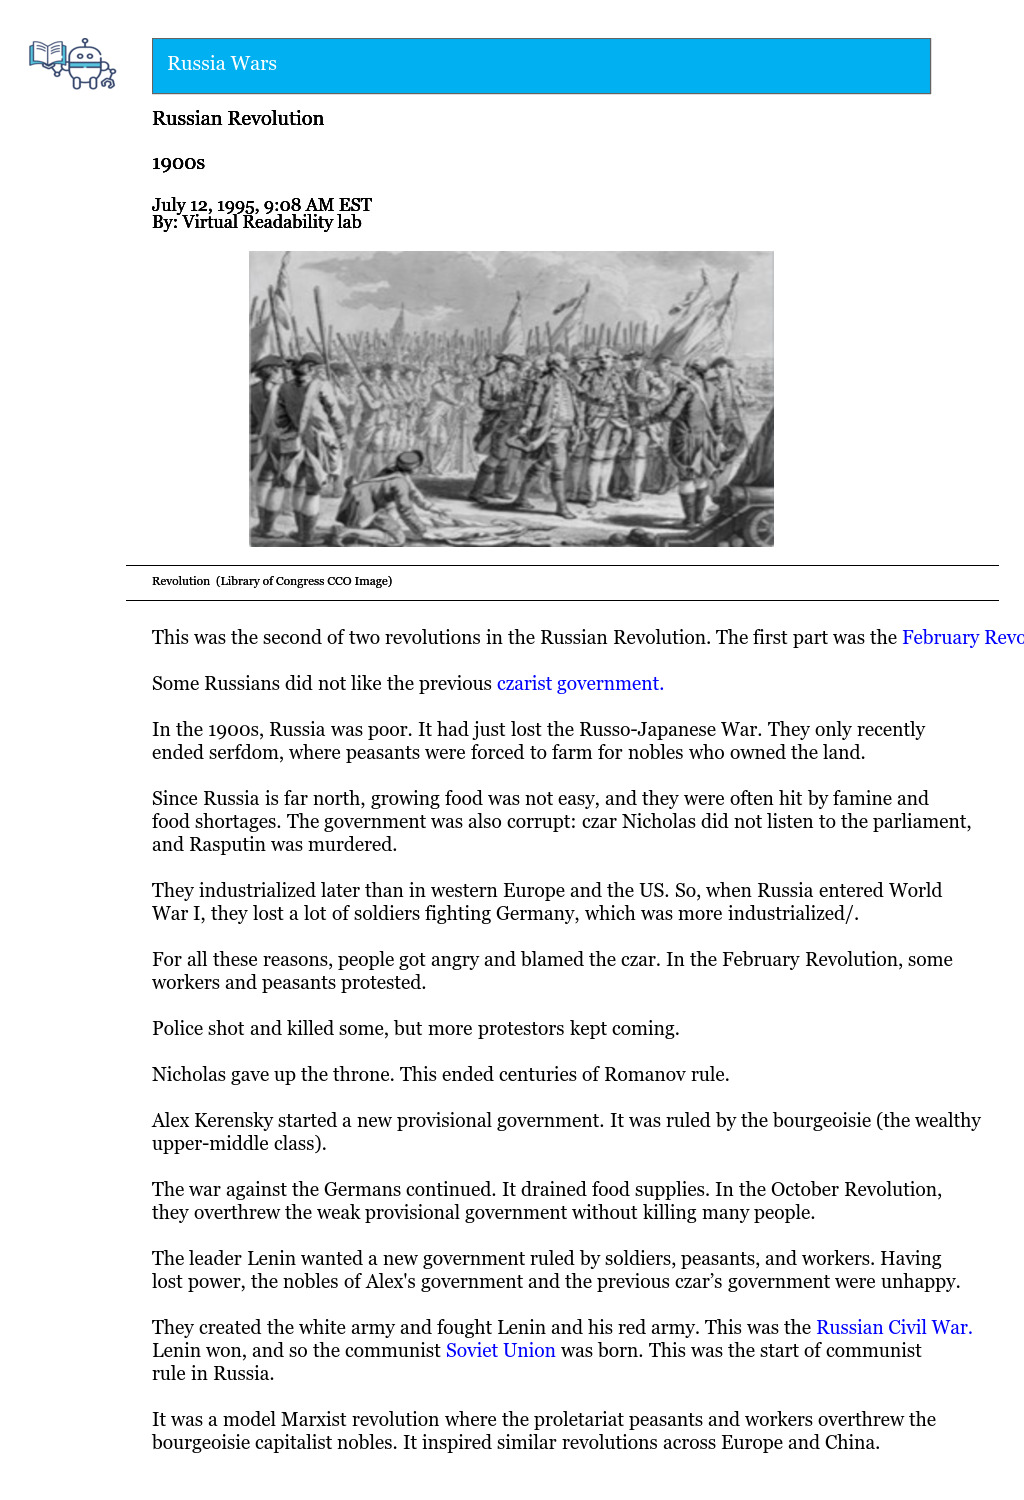 Russia Wars
Russian Revolution
1900s
July 12, 1995, 9:08 AM EST
By: Virtual Readability lab
Revolution (Library of Congress CCO Image)
This was the second of two revolutions in the Russian Revolution. The first part was the February
Some Russians did not like the previous czarist government.
In the 1900s, Russia was poor. It had just lost the Russo-Japanese War. They only recently
ended serfdom, where peasants were forced to farm for nobles who owned the land.
Since Russia is far north, growing food was not easy, and they were often hit by famine and
food shortages. The government was also corrupt: czar Nicholas did not listen to the parliament,
and Rasputin was murdered.
They industrialized later than in western Europe and the US. So, when Russia entered World
War I, they lost a lot of soldiers fighting Germany, which was more industrialized/.
For all these reasons, people got angry and blamed the czar. In the February Revolution, some
workers and peasants protested.
Police shot and killed some, but more protestors kept coming.
Nicholas gave up the throne. This ended centuries of Romanov rule.
Alex Kerensky started a new provisional government. It was ruled by the bourgeoisie (the wealthy
upper-middle class).
The war against the Germans continued. It drained food supplies. In the October Revolution,
they overthrew the weak provisional government without killing many people.
The leader Lenin wanted a new government ruled by soldiers, peasants, and workers. Having
lost power, the nobles of Alex's government and the previous czar’s government were unhappy.
They created the white army and fought Lenin and his red army. This was the Russian Civil War.
Lenin won, and so the communist Soviet Union was born. This was the start of communist
rule in Russia.
It was a model Marxist revolution where the proletariat peasants and workers overthrew the
bourgeoisie capitalist nobles. It inspired similar revolutions across Europe and China.